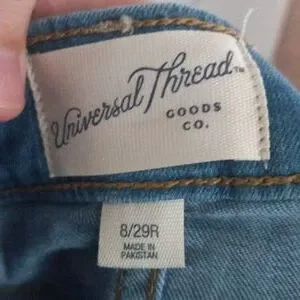 Universal Thread™
GOODS
CO.
8/29R
MADE IN
PAKISTAN